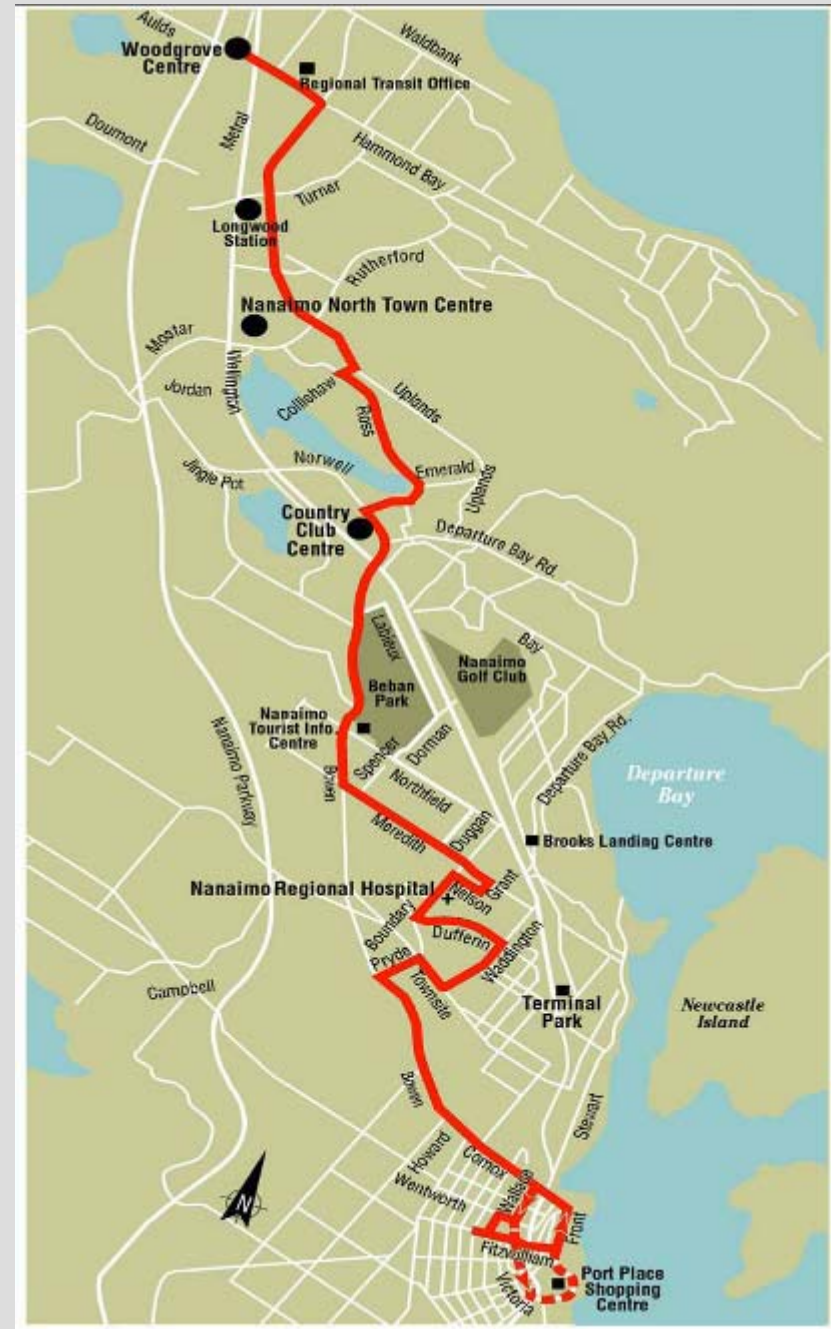 Aulds
Woodgrove
Centre
Waldbank
Regional Transit Office
Doumont
Metral
Hammond Bay
Turner
Longwood
Station
Rutherford
Nanaimo North Town Centre
Mostar
Wellington
Jordan
Collishaw
Ross
Uplands
Norwell
Jingle Pot
Emerald
Uplands
Country
Club
Centre
Departure Bay Rd.
Labieux
Bay
Nanaimo
Golf Club
Beban
Park
Nanaimo
Tourist Info.
Centre
Nanaimo Parkway
Bowen
Spencer
Dorman
Departure Bay Rd.
Departure
Bay
Northfield
Meredith
Duggan
Brooks Landing Centre
Nanaimo Regional Hospital
Nelson
Grant
Boundary
Dufferin
Waddington
Pryde
Townsite
Campbell
Terminal
Park
Newcastle
Island
Bowen
Stewart
Howard
Comox
Wentworth
Wallace
Front
Fitzwilliam
N
Victoria
Port Place
Shopping
Centre